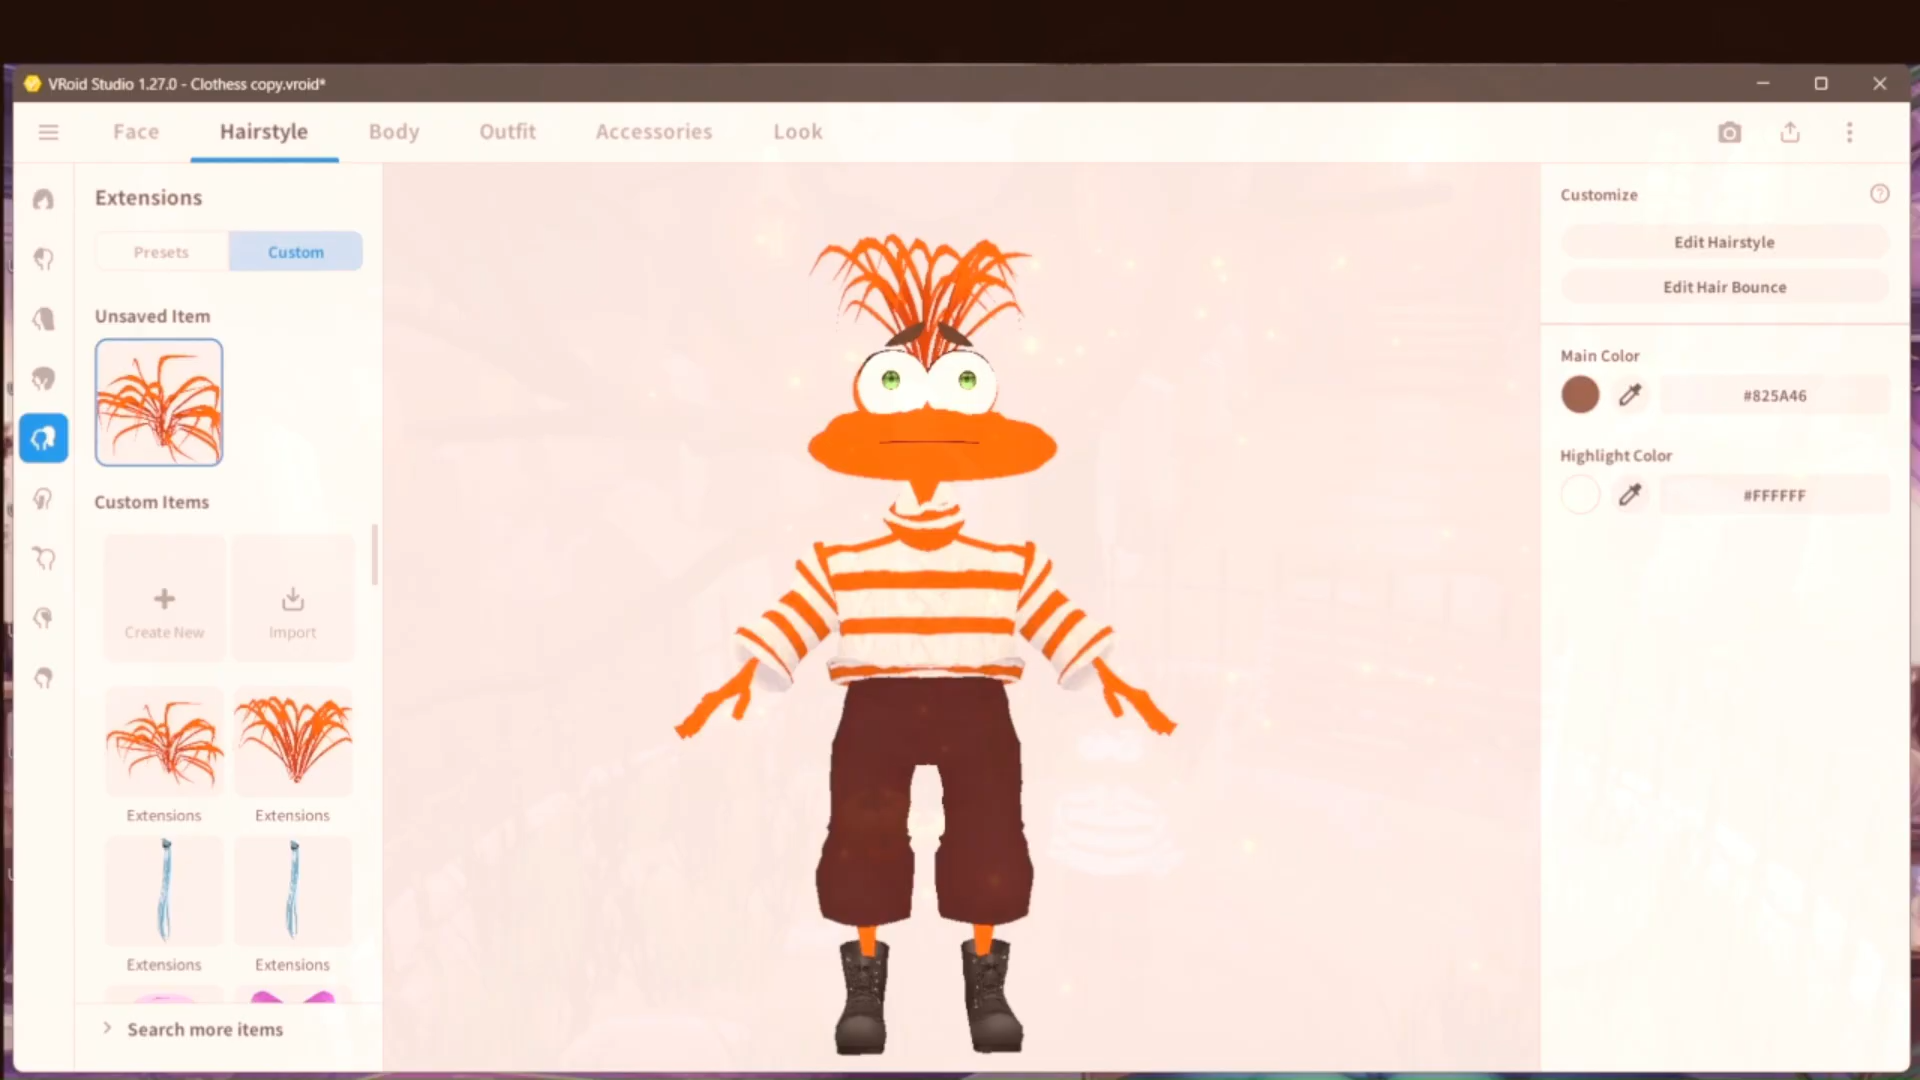 VRoid Studio 1.27.0 - Clothess copy.vroid*
Face Hairstyle Body Outfit Accessories Look
Extensions
Presets Custom
Unsaved Item
Custom Items
Create New Import
Extensions Extensions
Extensions Extensions
Search more items
Customize
Edit Hairstyle
Edit Hair Bounce
Main Color
#825A46
Highlight Color
#FFFFFF